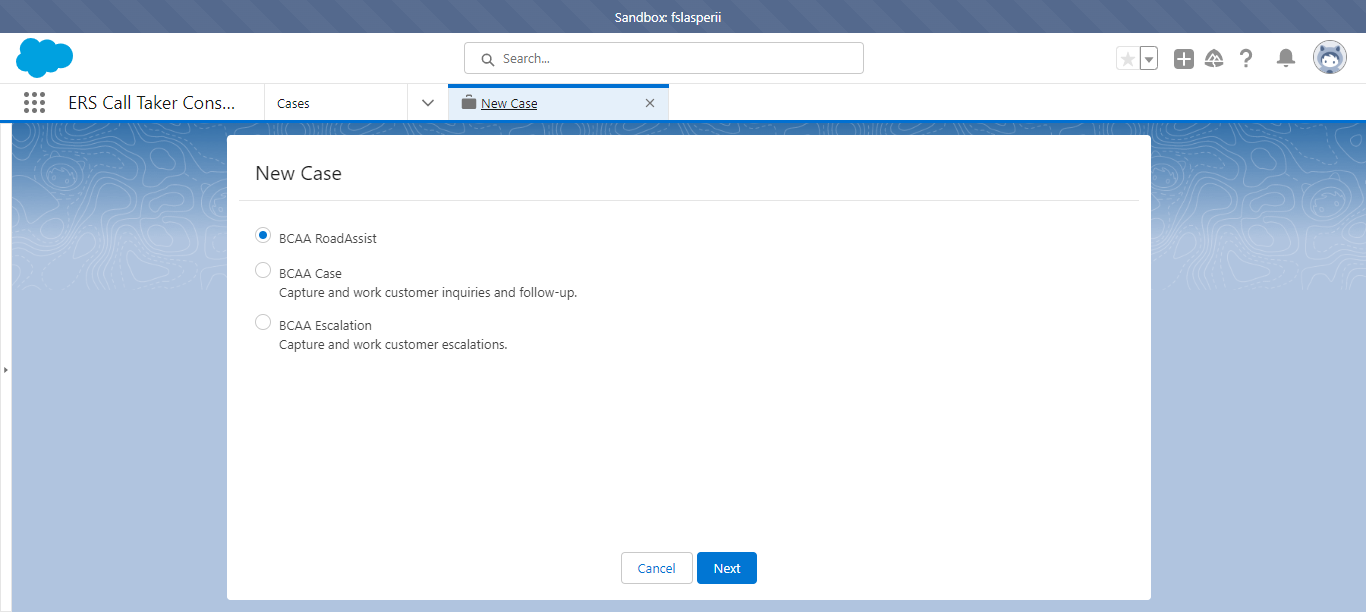 Sandbox: fslasperii
Search...
ERS Call Taker Cons...
Cases
New Case
New Case
BCAA RoadAssist
BCAA Case
Capture and work customer inquiries and follow-up.
BCAA Escalation
Capture and work customer escalations.
Cancel
Next